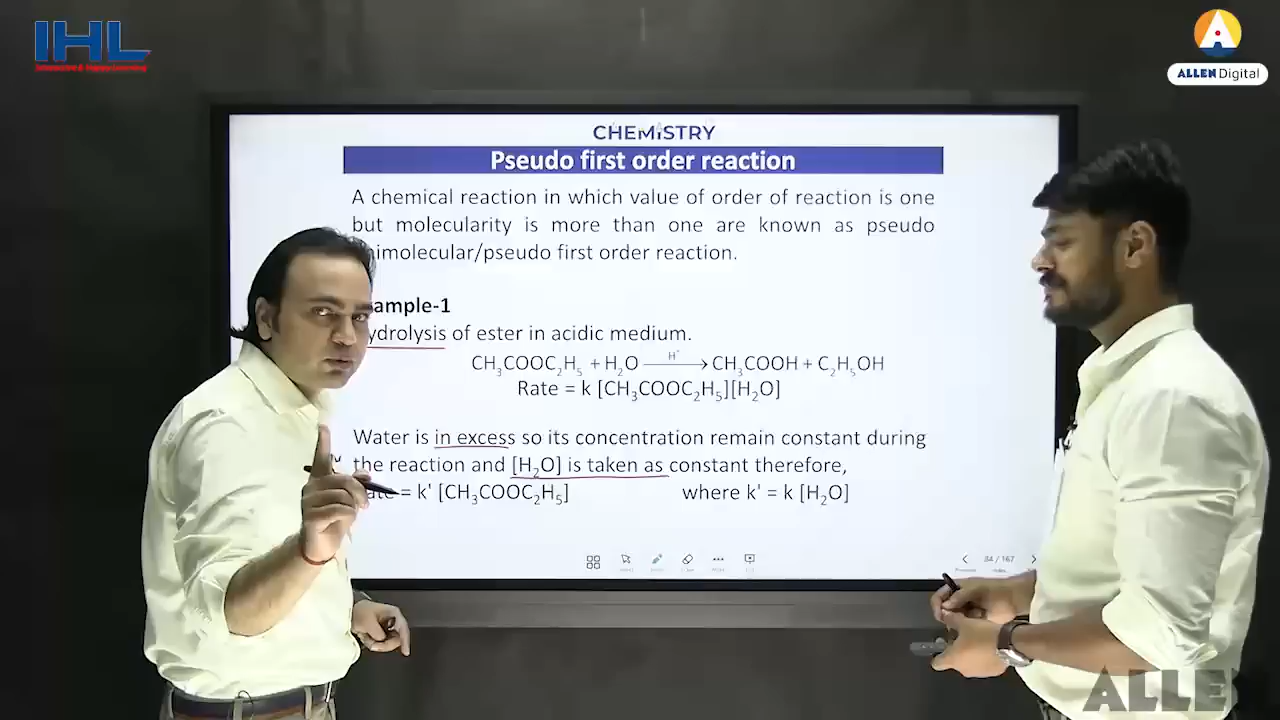 IHL
ALLEN Digital
CHEMISTRY
Pseudo first order reaction
A chemical reaction in which value of order of reaction is one
but molecularity is more than one are known as pseudo
imolecular/pseudo first order reaction.
ample-1
ydrolysis of ester in acidic medium.
CH₃COOC₂H₅ + H₂O —H⁺→ CH₃COOH + C₂H₅OH
Rate = k [CH₃COOC₂H₅][H₂O]
Water is in excess so its concentration remain constant during
the reaction and [H₂O] is taken as constant therefore,
ate = k' [CH₃COOC₂H₅] where k' = k [H₂O]
84 / 167
ALLE